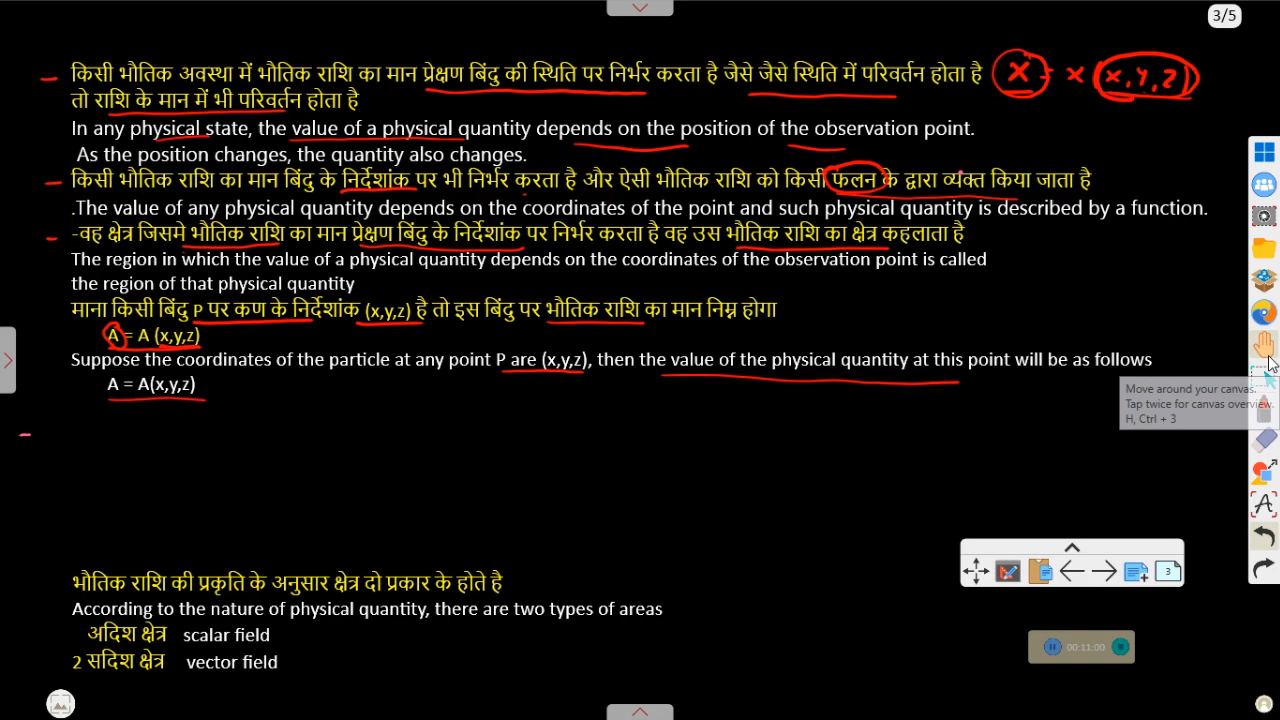 3/5
किसी भौतिक अवस्था में भौतिक राशि का मान प्रेक्षण बिंदु की स्थिति पर निर्भर करता है जैसे जैसे स्थिति में परिवर्तन होता है x = x (x,y,z)
तो राशि के मान में भी परिवर्तन होता है
In any physical state, the value of a physical quantity depends on the position of the observation point.
As the position changes, the quantity also changes.
किसी भौतिक राशि का मान बिंदु के निर्देशांक पर भी निर्भर करता है और ऐसी भौतिक राशि को किसी फलन के द्वारा व्यक्त किया जाता है
.The value of any physical quantity depends on the coordinates of the point and such physical quantity is described by a function.
-वह क्षेत्र जिसमे भौतिक राशि का मान प्रेक्षण बिंदु के निर्देशांक पर निर्भर करता है वह उस भौतिक राशि का क्षेत्र कहलाता है
The region in which the value of a physical quantity depends on the coordinates of the observation point is called
the region of that physical quantity
माना किसी बिंदु P पर कण के निर्देशांक (x,y,z) है तो इस बिंदु पर भौतिक राशि का मान निम्न होगा
A = A (x,y,z)
Suppose the coordinates of the particle at any point P are (x,y,z), then the value of the physical quantity at this point will be as follows
A = A(x,y,z)
Move around your canvas.
Tap twice for canvas overview.
H, Ctrl + 3
भौतिक राशि की प्रकृति के अनुसार क्षेत्र दो प्रकार के होते है
According to the nature of physical quantity, there are two types of areas
अदिश क्षेत्र scalar field
2 सदिश क्षेत्र vector field
3
00:11:00